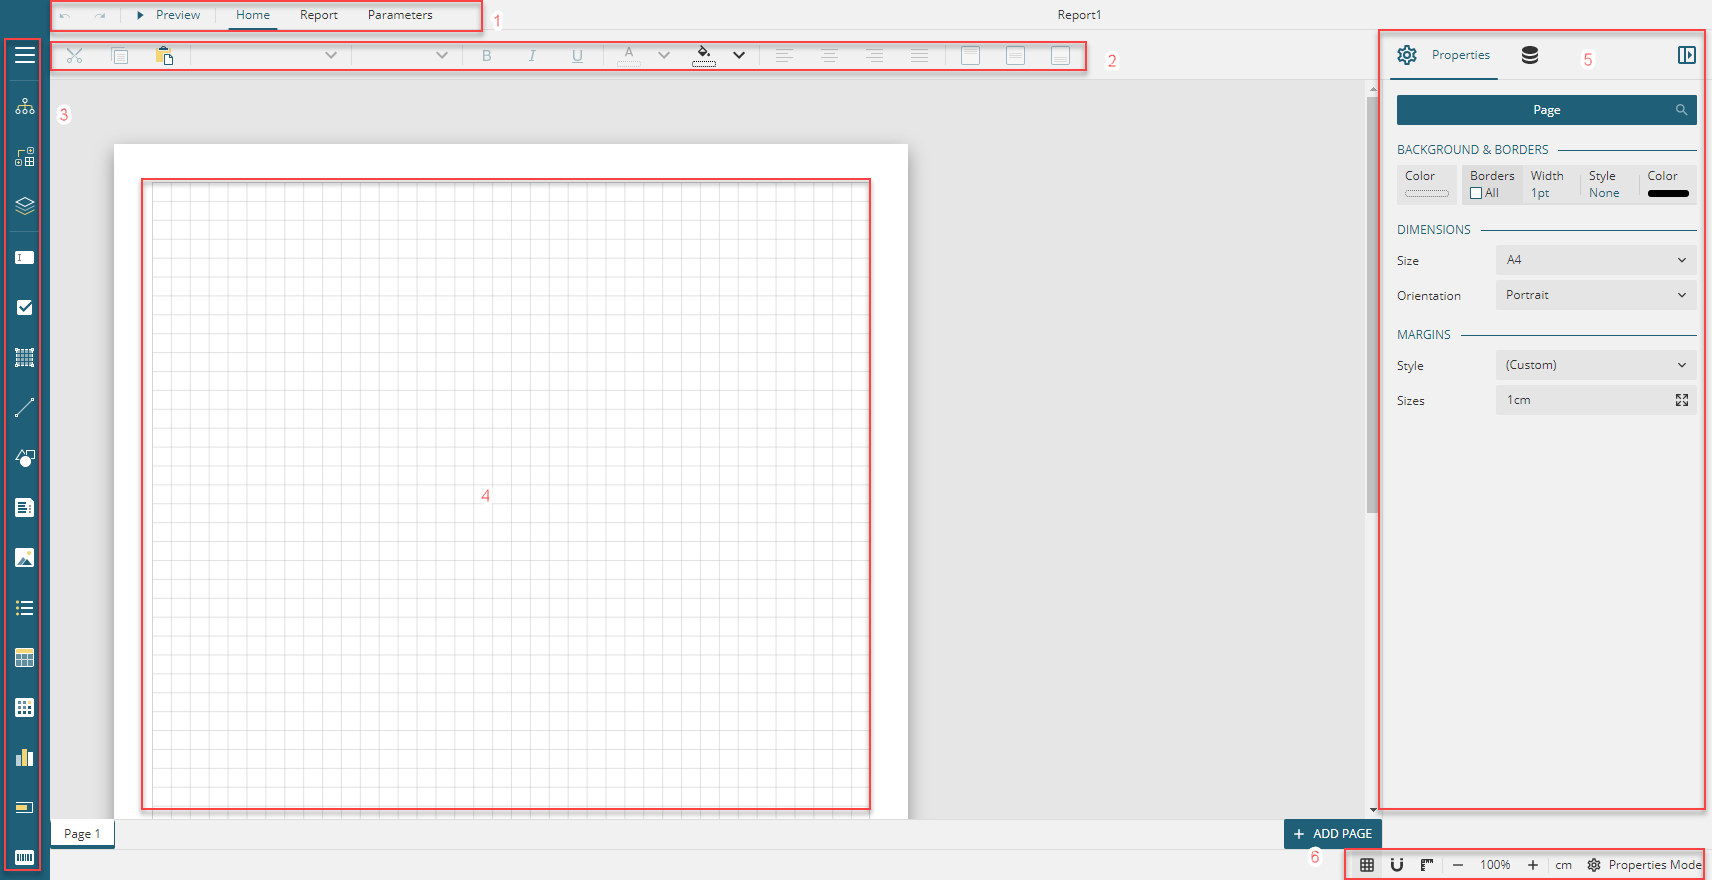 Preview Home Report Parameters 1 Report1
B I U A 2
3
4
Properties 5
Page
BACKGROUND & BORDERS
Color Borders Width Style Color
All 1pt None
DIMENSIONS
Size A4
Orientation Portrait
MARGINS
Style (Custom)
Sizes 1cm
Page 1
+ ADD PAGE
6
100% cm Properties Mode